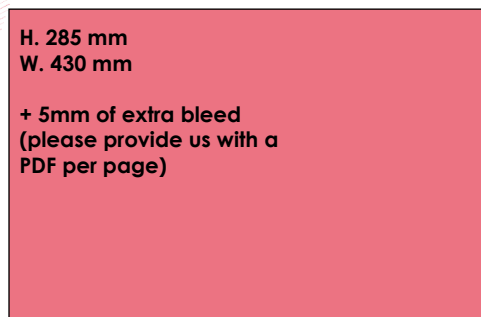 H. 285 mm
W. 430 mm
+ 5mm of extra bleed
(please provide us with a
PDF per page)